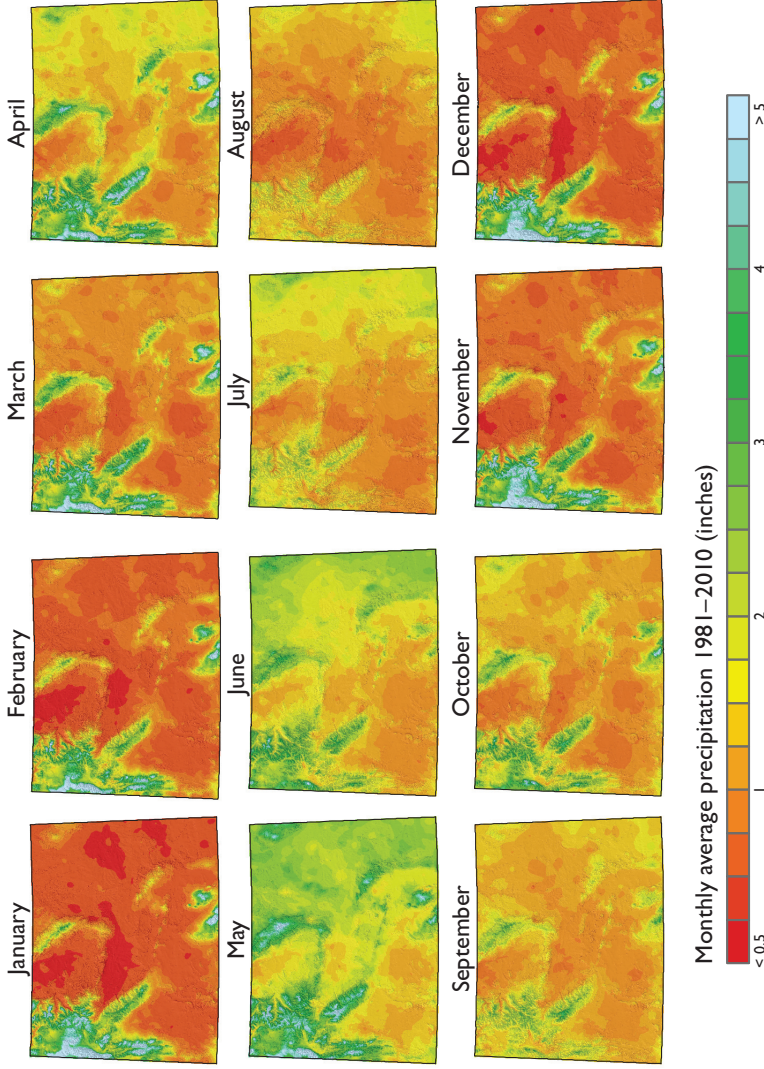 January
February
March
April
May
June
July
August
September
October
November
December
Monthly average precipitation 1981–2010 (inches)
< 0.5
1
2
3
4
> 5